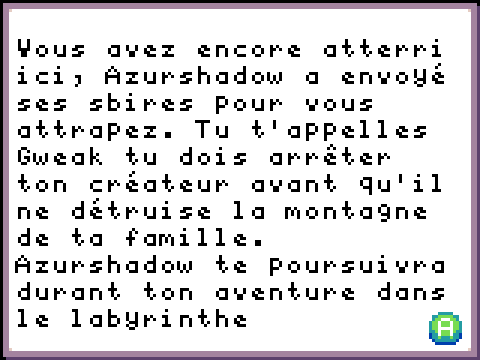 Vous avez encore atterri
ici, Azurshadow a envoyé
ses sbires pour vous
attrapez. Tu t'appelles
Gweak tu dois arrêter
ton créateur avant qu'il
ne détruise la montagne
de ta famille.
Azurshadow te poursuivra
durant ton aventure dans
le labyrinthe
A